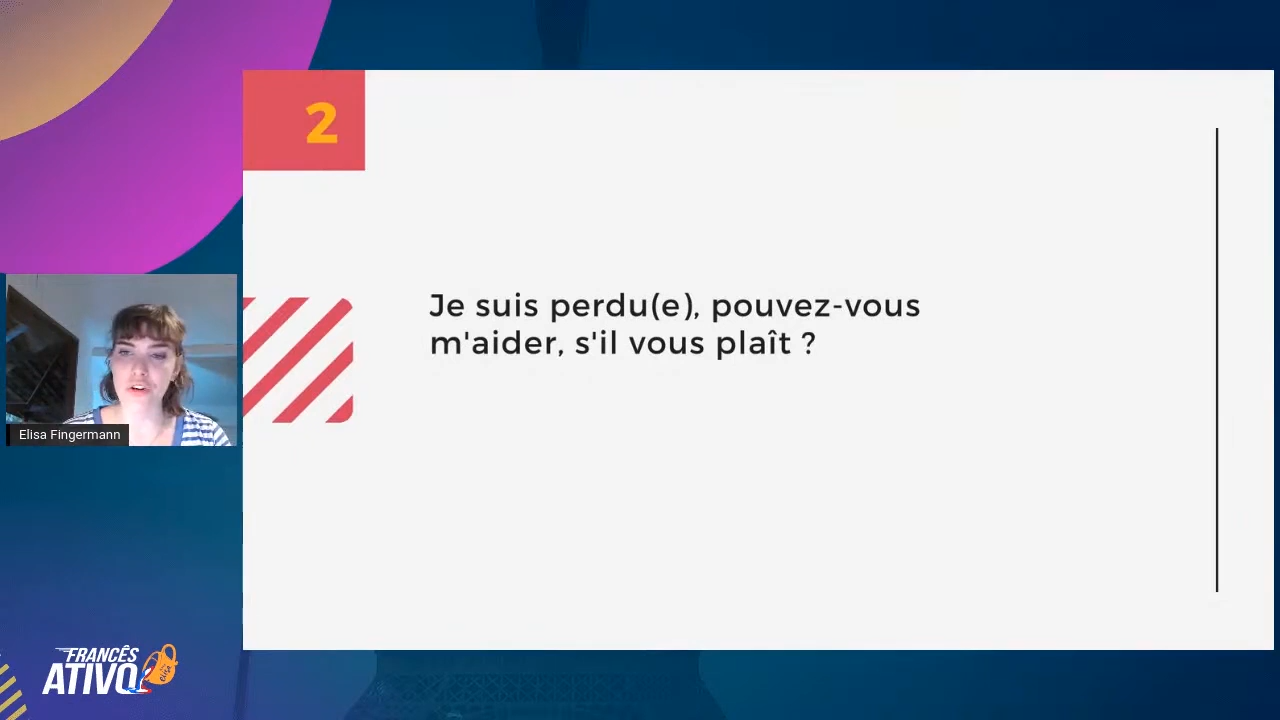 2
Je suis perdu(e), pouvez-vous
m'aider, s'il vous plaît ?
Elisa Fingermann
FRANCÊS
ATIVO